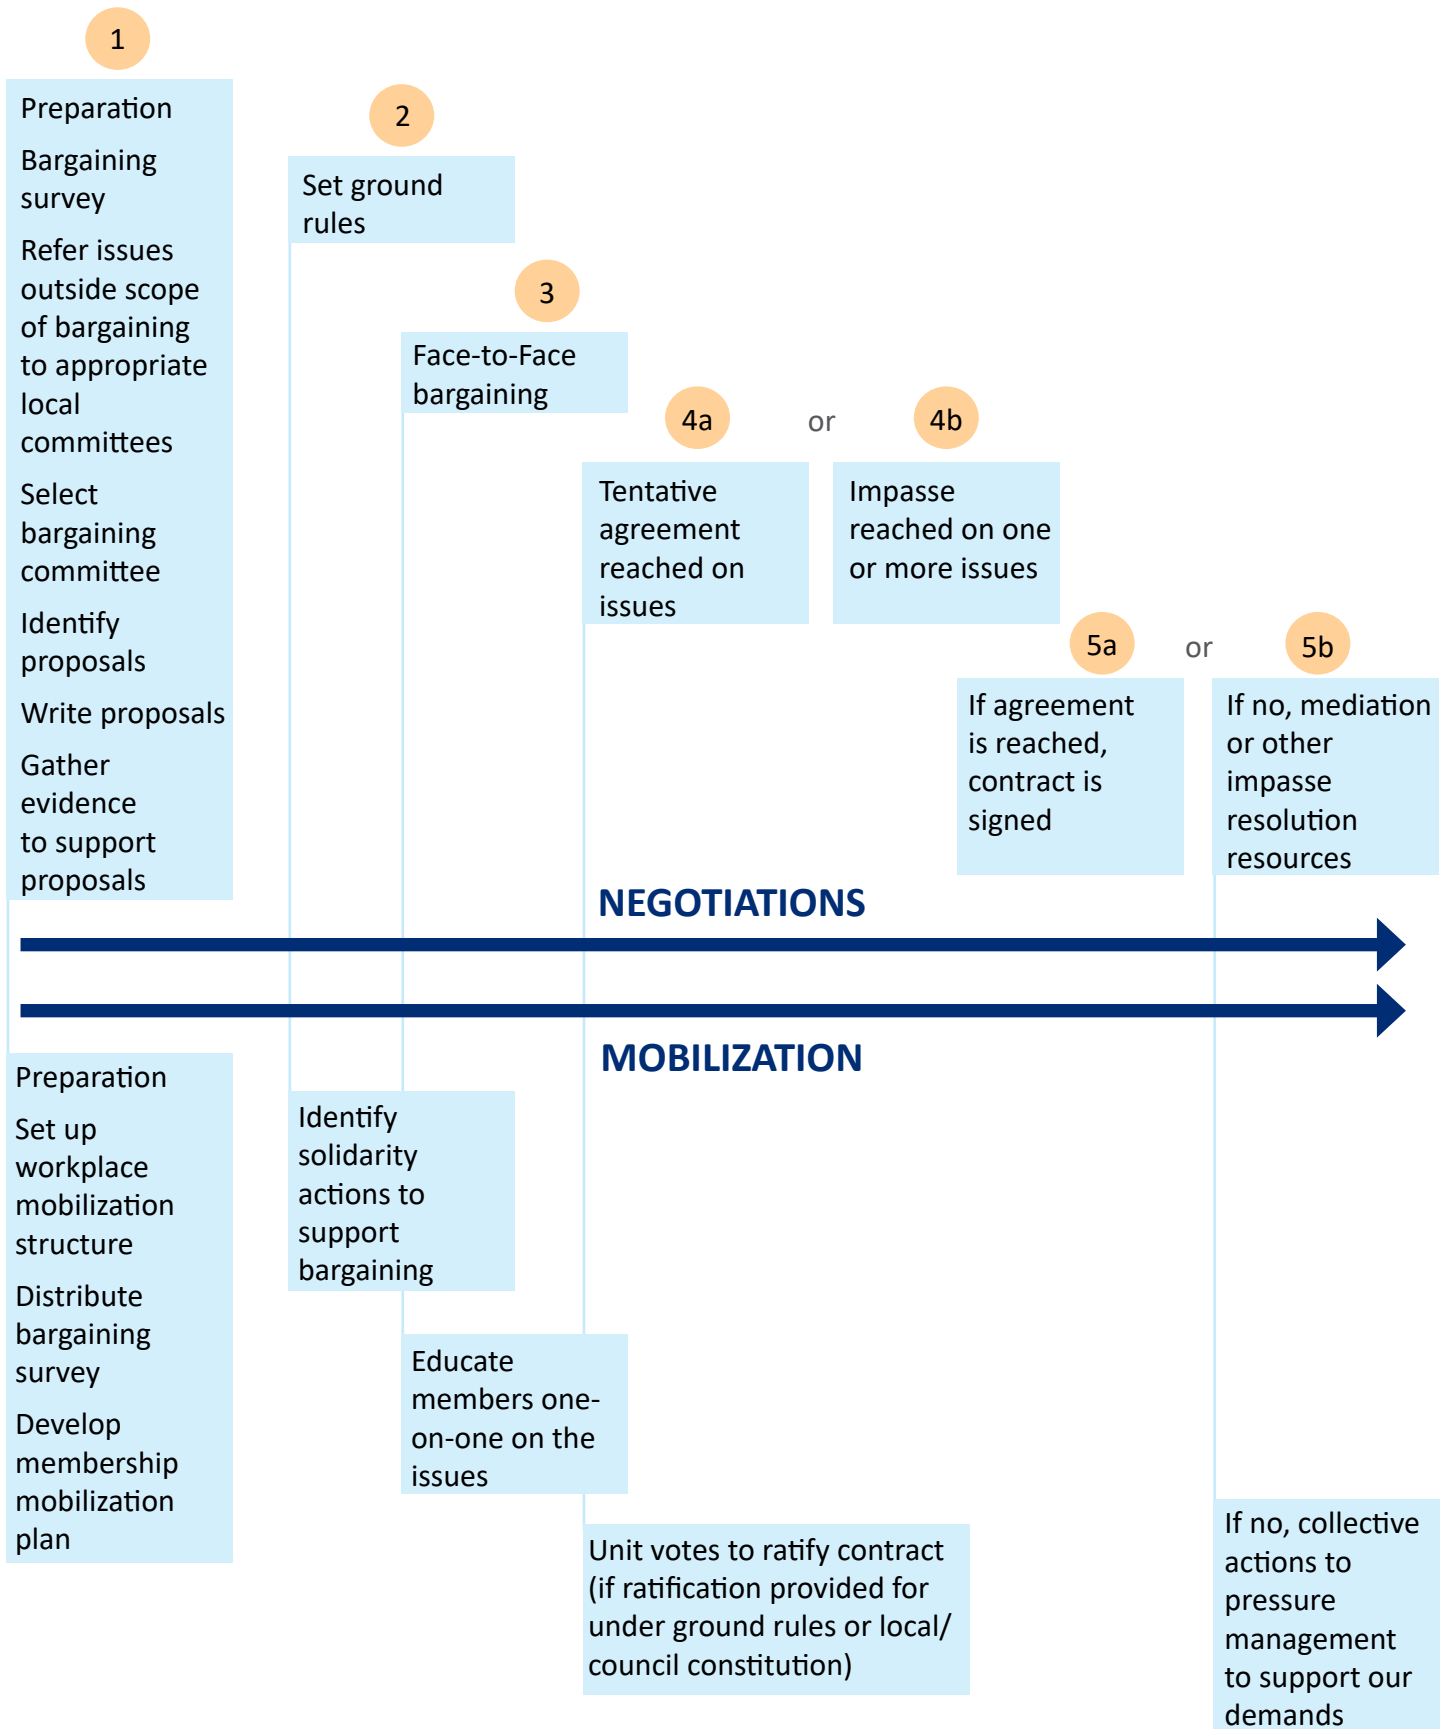 1
Preparation
Bargaining
survey
Refer issues
outside scope
of bargaining
to appropriate
local
committees
Select
bargaining
committee
Identify
proposals
Write proposals
Gather
evidence
to support
proposals
2
Set ground
rules
3
Face-to-Face
bargaining
4a or 4b
Tentative
agreement
reached on
issues
Impasse
reached on one
or more issues
5a or 5b
If agreement
is reached,
contract is
signed
If no, mediation
or other
impasse
resolution
resources
NEGOTIATIONS
MOBILIZATION
Preparation
Set up
workplace
mobilization
structure
Distribute
bargaining
survey
Develop
membership
mobilization
plan
Identify
solidarity
actions to
support
bargaining
Educate
members one-
on-one on the
issues
Unit votes to ratify contract
(if ratification provided for
under ground rules or local/
council constitution)
If no, collective
actions to
pressure
management
to support our
demands